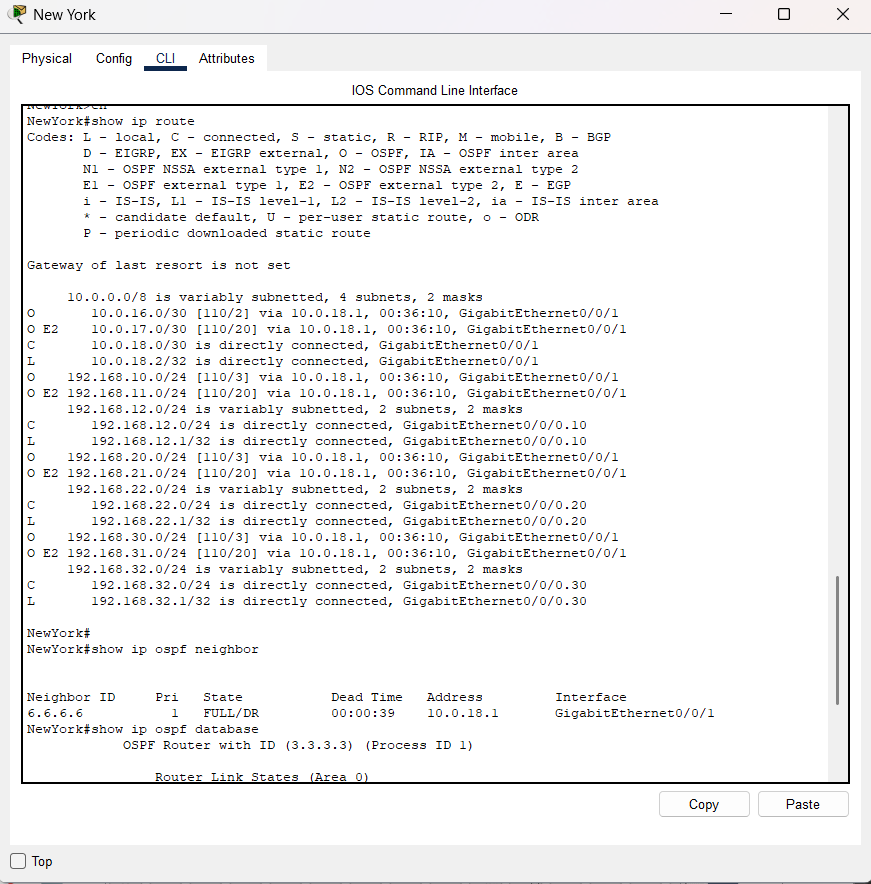 New York
Physical Config CLI Attributes
IOS Command Line Interface
NewYork>en
NewYork#show ip route
Codes: L - local, C - connected, S - static, R - RIP, M - mobile, B - BGP
D - EIGRP, EX - EIGRP external, O - OSPF, IA - OSPF inter area
N1 - OSPF NSSA external type 1, N2 - OSPF NSSA external type 2
E1 - OSPF external type 1, E2 - OSPF external type 2, E - EGP
i - IS-IS, L1 - IS-IS level-1, L2 - IS-IS level-2, ia - IS-IS inter area
* - candidate default, U - per-user static route, o - ODR
P - periodic downloaded static route
Gateway of last resort is not set
10.0.0.0/8 is variably subnetted, 4 subnets, 2 masks
O 10.0.16.0/30 [110/2] via 10.0.18.1, 00:36:10, GigabitEthernet0/0/1
O E2 10.0.17.0/30 [110/20] via 10.0.18.1, 00:36:10, GigabitEthernet0/0/1
C 10.0.18.0/30 is directly connected, GigabitEthernet0/0/1
L 10.0.18.2/32 is directly connected, GigabitEthernet0/0/1
O 192.168.10.0/24 [110/3] via 10.0.18.1, 00:36:10, GigabitEthernet0/0/1
O E2 192.168.11.0/24 [110/20] via 10.0.18.1, 00:36:10, GigabitEthernet0/0/1
192.168.12.0/24 is variably subnetted, 2 subnets, 2 masks
C 192.168.12.0/24 is directly connected, GigabitEthernet0/0/0.10
L 192.168.12.1/32 is directly connected, GigabitEthernet0/0/0.10
O 192.168.20.0/24 [110/3] via 10.0.18.1, 00:36:10, GigabitEthernet0/0/1
O E2 192.168.21.0/24 [110/20] via 10.0.18.1, 00:36:10, GigabitEthernet0/0/1
192.168.22.0/24 is variably subnetted, 2 subnets, 2 masks
C 192.168.22.0/24 is directly connected, GigabitEthernet0/0/0.20
L 192.168.22.1/32 is directly connected, GigabitEthernet0/0/0.20
O 192.168.30.0/24 [110/3] via 10.0.18.1, 00:36:10, GigabitEthernet0/0/1
O E2 192.168.31.0/24 [110/20] via 10.0.18.1, 00:36:10, GigabitEthernet0/0/1
192.168.32.0/24 is variably subnetted, 2 subnets, 2 masks
C 192.168.32.0/24 is directly connected, GigabitEthernet0/0/0.30
L 192.168.32.1/32 is directly connected, GigabitEthernet0/0/0.30
NewYork#
NewYork#show ip ospf neighbor
Neighbor ID Pri State Dead Time Address Interface
6.6.6.6 1 FULL/DR 00:00:39 10.0.18.1 GigabitEthernet0/0/1
NewYork#show ip ospf database
OSPF Router with ID (3.3.3.3) (Process ID 1)
Router Link States (Area 0)
Copy Paste
Top